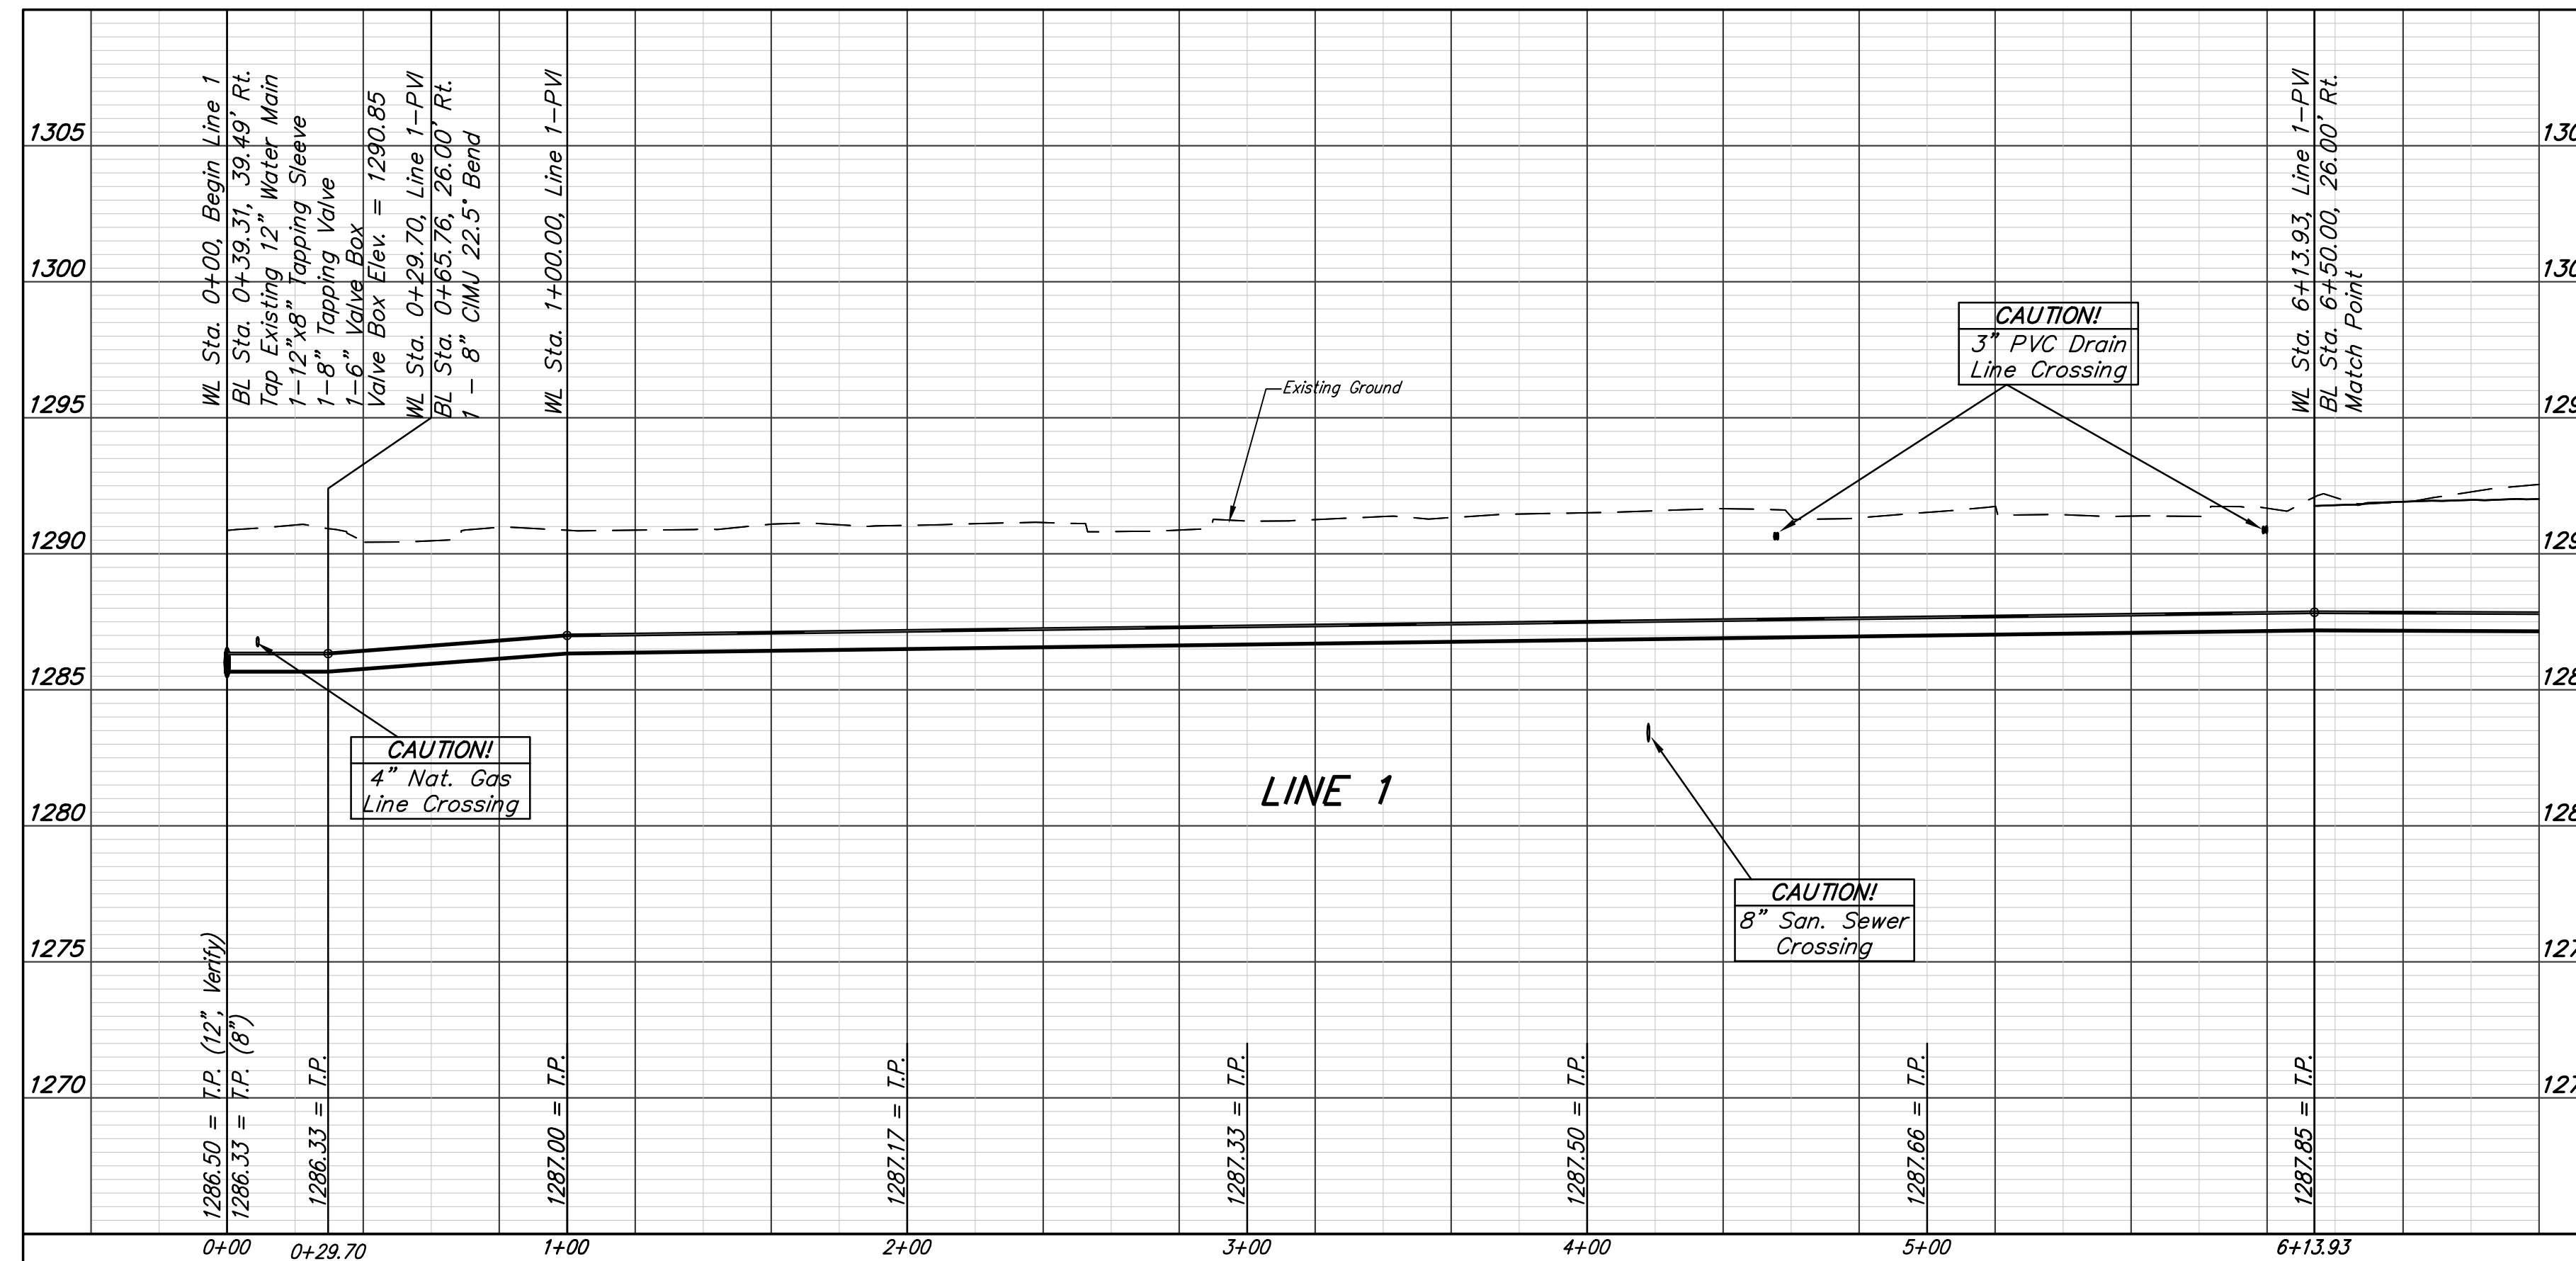 WL Sta. 0+00, Begin Line 1
BL Sta. 0+39.31, 39.49' Rt.
Tap Existing 12" Water Main
1-12"x8" Tapping Sleeve
1-8" Tapping Valve
1-6" Valve Box
Valve Box Elev. = 1290.85
WL Sta. 0+29.70, Line 1-PVI
BL Sta. 0+65.76, 26.00' Rt.
1 - 8" CIMJ 22.5° Bend
WL Sta. 1+00.00, Line 1-PVI
WL Sta. 6+13.93, Line 1-PVI
BL Sta. 6+50.00, 26.00' Rt.
Match Point
1305
1300
1295
1290
1285
1280
1275
1270
130
130
129
129
128
128
127
127
Existing Ground
CAUTION!
3" PVC Drain
Line Crossing
CAUTION!
4" Nat. Gas
Line Crossing
LINE 1
CAUTION!
8" San. Sewer
Crossing
1286.50 = T.P. (12", Verify)
1286.33 = T.P. (8")
1286.33 = T.P.
1287.00 = T.P.
1287.17 = T.P.
1287.33 = T.P.
1287.50 = T.P.
1287.66 = T.P.
1287.85 = T.P.
0+00
0+29.70
1+00
2+00
3+00
4+00
5+00
6+13.93